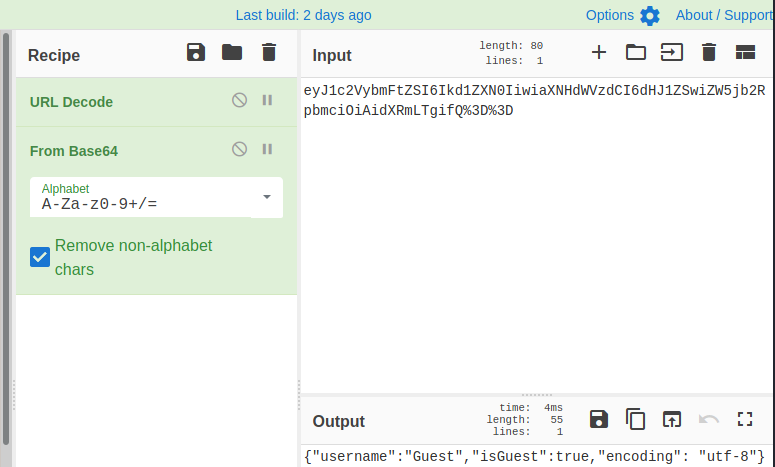 Last build: 2 days ago
Options
About / Support
Recipe
URL Decode
From Base64
Alphabet
A-Za-z0-9+/=
Remove non-alphabet
chars
Input
length: 80
lines: 1
eyJ1c2VybmFtZSI6Ikd1ZXN0IiwiaXNHdWVzdCI6dHJ1ZSwiZW5jb2R
pbmciOiAidXRmLTgifQ%3D%3D
Output
time: 4ms
length: 55
lines: 1
{"username":"Guest","isGuest":true,"encoding": "utf-8"}